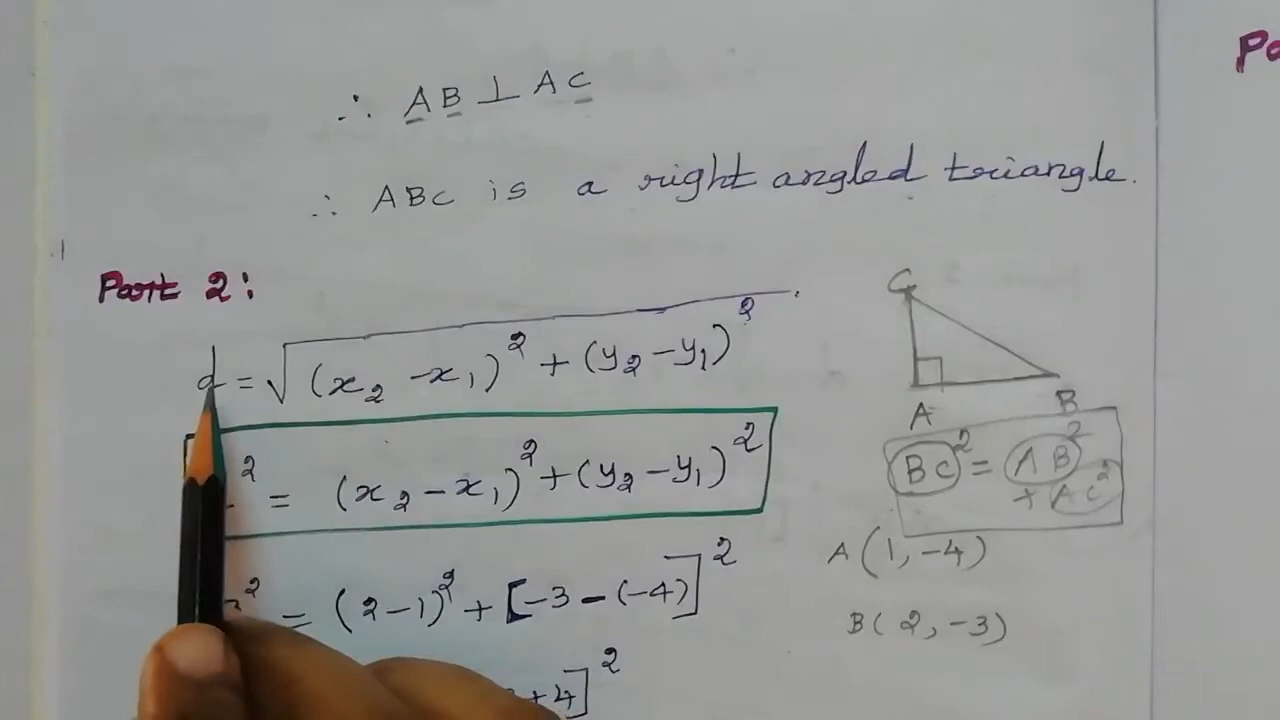 ∴ AB ⊥ AC
∴ ABC is a right angled triangle.
Part 2:
d = √(x₂ - x₁)² + (y₂ - y₁)²
² = (x₂ - x₁)² + (y₂ - y₁)²
² = (2-1)² + [-3 - (-4)]²
+4]²
C
A B
BC² = AB²
+ AC²
A(1, -4)
B(2, -3)